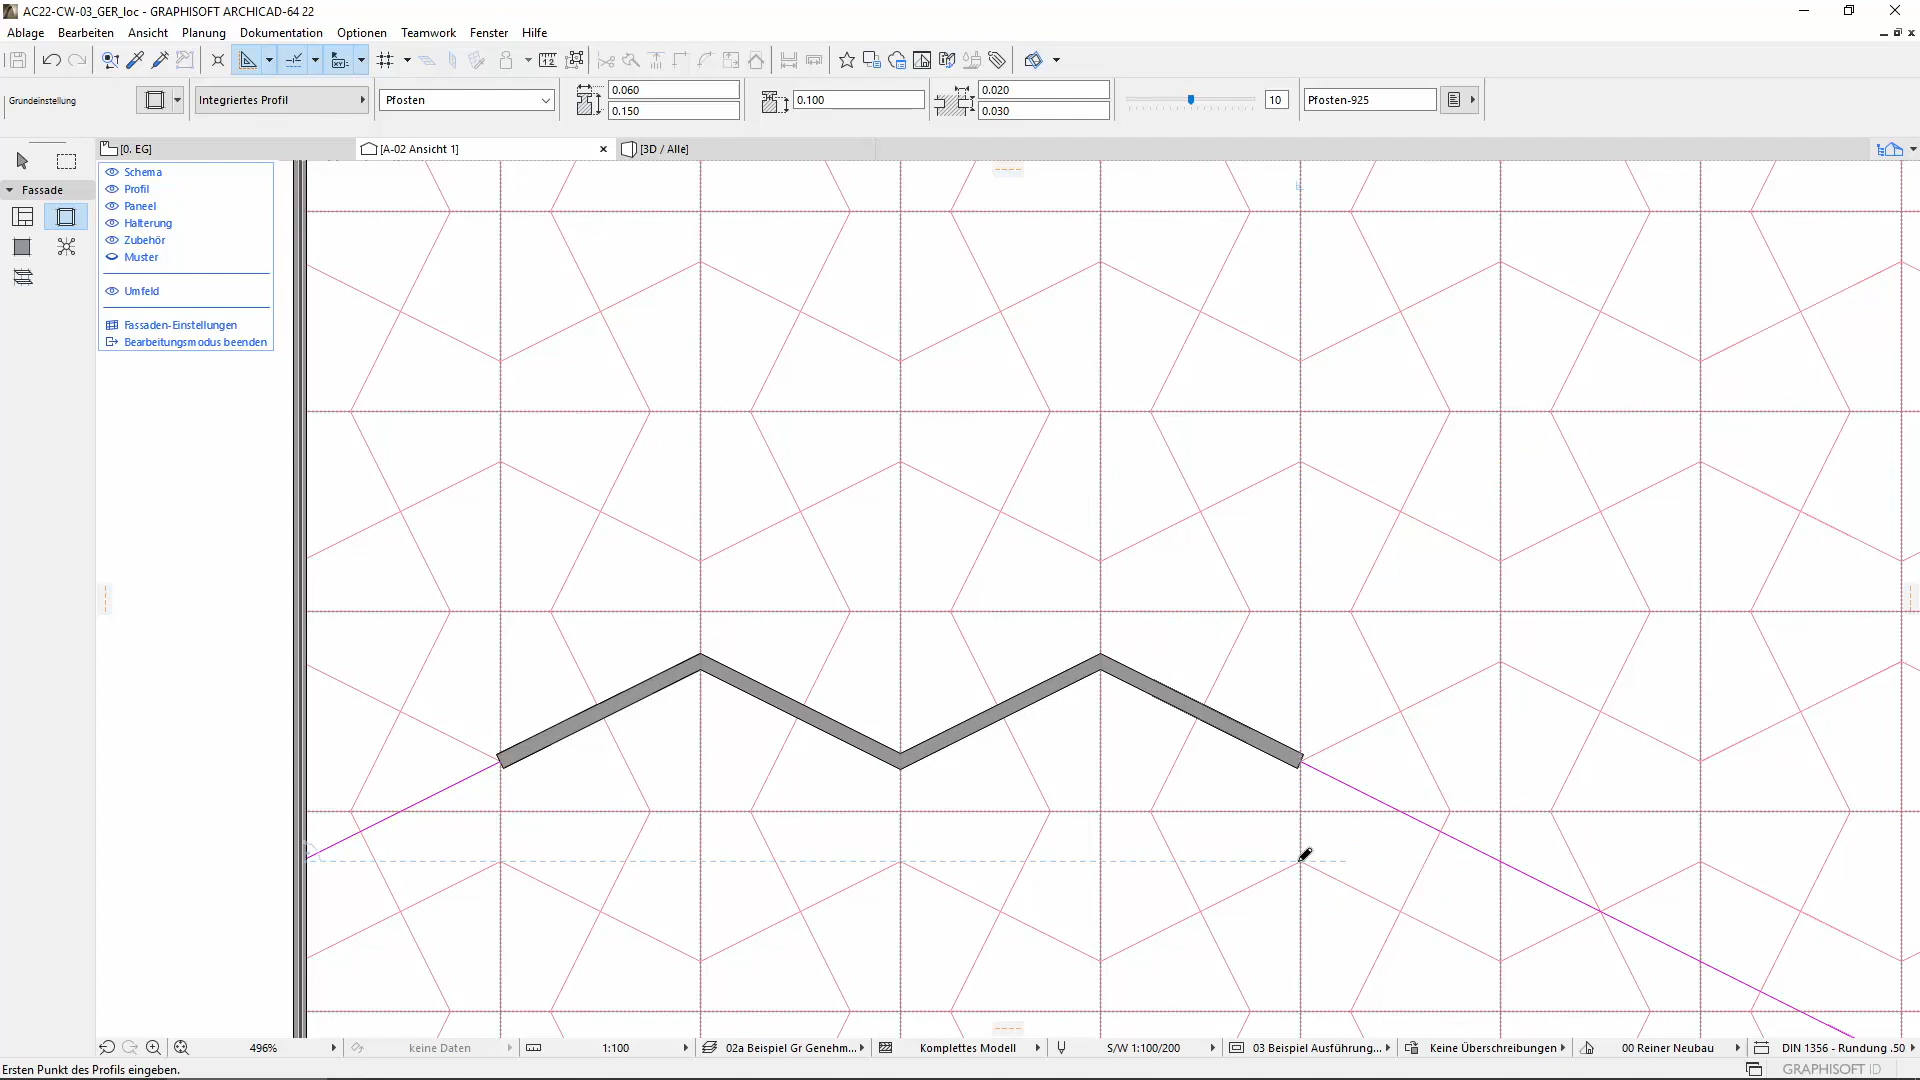 AC22-CW-03_GER_loc - GRAPHISOFT ARCHICAD-64 22
Ablage Bearbeiten Ansicht Planung Dokumentation Optionen Teamwork Fenster Hilfe
Grundeinstellung
Integriertes Profil
Pfosten
0.060
0.150
0.100
0.020
0.030
10
Pfosten-925
[0. EG]
[A-02 Ansicht 1]
[3D / Alle]
Fassade
Schema
Profil
Paneel
Halterung
Zubehör
Muster
Umfeld
Fassaden-Einstellungen
Bearbeitungsmodus beenden
496% keine Daten 1:100 02a Beispiel Gr Genehm... Komplettes Modell S/W 1:100/200 03 Beispiel Ausführung... Keine Überschreibungen 00 Reiner Neubau DIN 1356 - Rundung .50
Ersten Punkt des Profils eingeben.
GRAPHISOFT ID